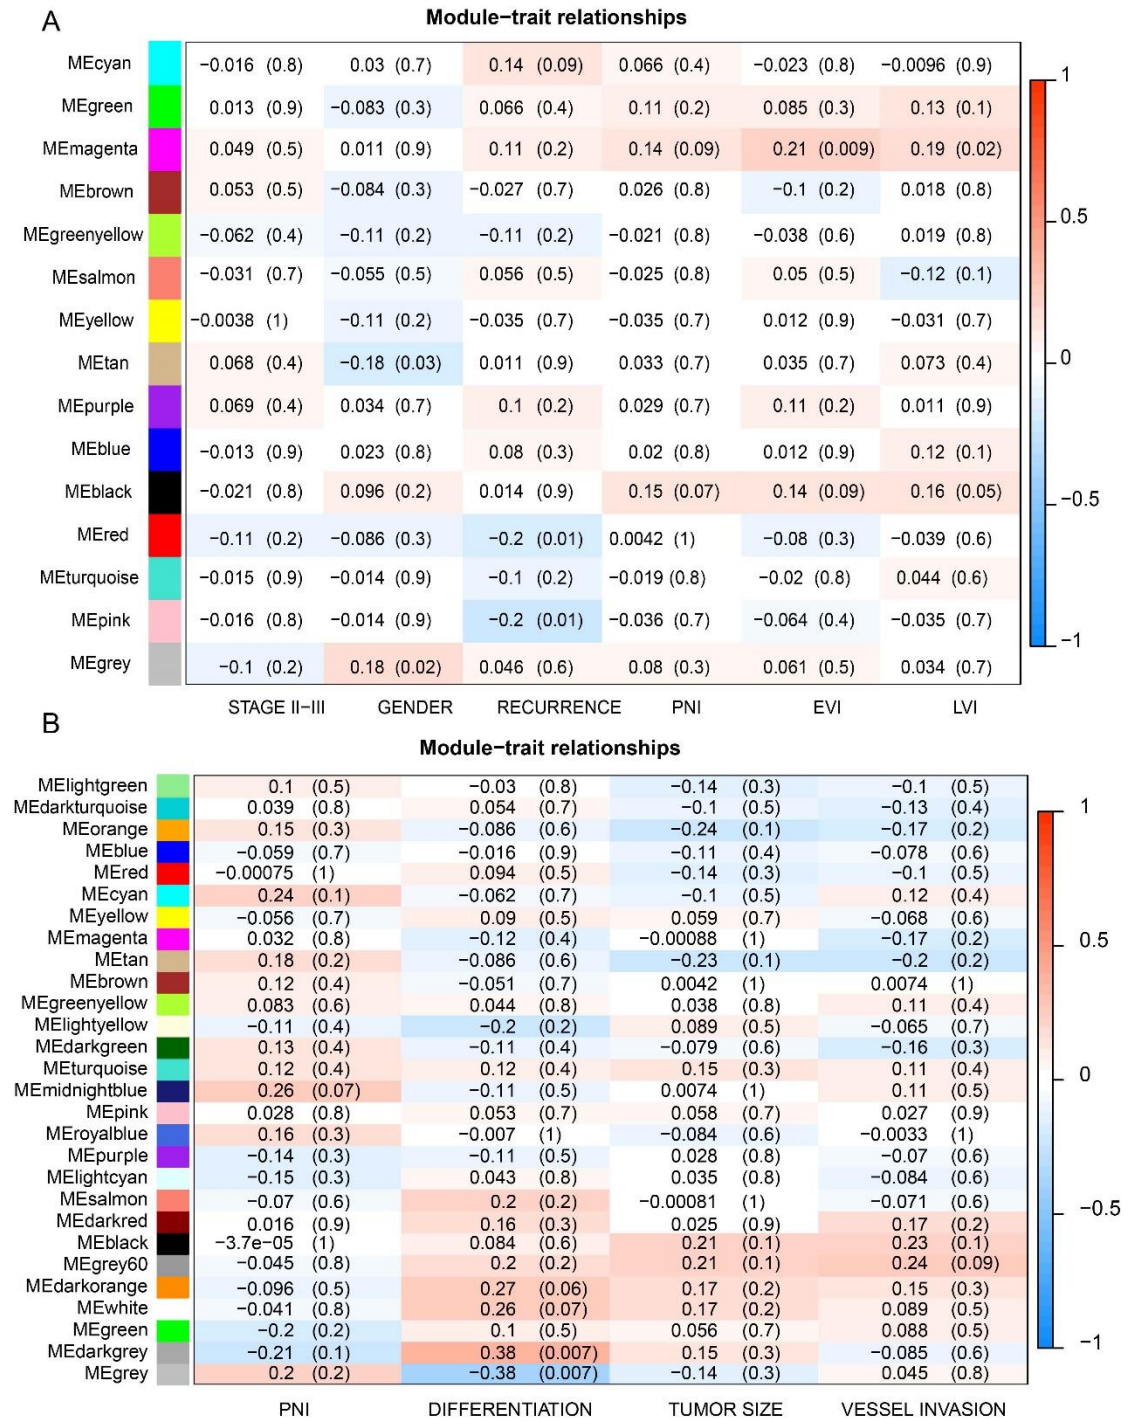 A
Module−trait relationships
MEcyan −0.016 (0.8) 0.03 (0.7) 0.14 (0.09) 0.066 (0.4) −0.023 (0.8) −0.0096 (0.9)
1
MEgreen 0.013 (0.9) −0.083 (0.3) 0.066 (0.4) 0.11 (0.2) 0.085 (0.3) 0.13 (0.1)
MEmagenta 0.049 (0.5) 0.011 (0.9) 0.11 (0.2) 0.14 (0.09) 0.21 (0.009) 0.19 (0.02)
MEbrown 0.053 (0.5) −0.084 (0.3) −0.027 (0.7) 0.026 (0.8) −0.1 (0.2) 0.018 (0.8)
0.5
MEgreenyellow −0.062 (0.4) −0.11 (0.2) −0.11 (0.2) −0.021 (0.8) −0.038 (0.6) 0.019 (0.8)
MEsalmon −0.031 (0.7) −0.055 (0.5) 0.056 (0.5) −0.025 (0.8) 0.05 (0.5) −0.12 (0.1)
MEyellow −0.0038 (1) −0.11 (0.2) −0.035 (0.7) −0.035 (0.7) 0.012 (0.9) −0.031 (0.7)
MEtan 0.068 (0.4) −0.18 (0.03) 0.011 (0.9) 0.033 (0.7) 0.035 (0.7) 0.073 (0.4)
0
MEpurple 0.069 (0.4) 0.034 (0.7) 0.1 (0.2) 0.029 (0.7) 0.11 (0.2) 0.011 (0.9)
MEblue −0.013 (0.9) 0.023 (0.8) 0.08 (0.3) 0.02 (0.8) 0.012 (0.9) 0.12 (0.1)
MEblack −0.021 (0.8) 0.096 (0.2) 0.014 (0.9) 0.15 (0.07) 0.14 (0.09) 0.16 (0.05)
−0.5
MEred −0.11 (0.2) −0.086 (0.3) −0.2 (0.01) 0.0042 (1) −0.08 (0.3) −0.039 (0.6)
MEturquoise −0.015 (0.9) −0.014 (0.9) −0.1 (0.2) −0.019 (0.8) −0.02 (0.8) 0.044 (0.6)
MEpink −0.016 (0.8) −0.014 (0.9) −0.2 (0.01) −0.036 (0.7) −0.064 (0.4) −0.035 (0.7)
−1
MEgrey −0.1 (0.2) 0.18 (0.02) 0.046 (0.6) 0.08 (0.3) 0.061 (0.5) 0.034 (0.7)
STAGE II−III GENDER RECURRENCE PNI EVI LVI
B
Module−trait relationships
MElightgreen 0.1 (0.5) −0.03 (0.8) −0.14 (0.3) −0.1 (0.5)
MEdarkturquoise 0.039 (0.8) 0.054 (0.7) −0.1 (0.5) −0.13 (0.4)
1
MEorange 0.15 (0.3) −0.086 (0.6) −0.24 (0.1) −0.17 (0.2)
MEblue −0.059 (0.7) −0.016 (0.9) −0.11 (0.4) −0.078 (0.6)
MEred −0.00075 (1) 0.094 (0.5) −0.14 (0.3) −0.1 (0.5)
MEcyan 0.24 (0.1) −0.062 (0.7) −0.1 (0.5) 0.12 (0.4)
MEyellow −0.056 (0.7) 0.09 (0.5) 0.059 (0.7) −0.068 (0.6)
MEmagenta 0.032 (0.8) −0.12 (0.4) −0.00088 (1) −0.17 (0.2)
0.5
MEtan 0.18 (0.2) −0.086 (0.6) −0.23 (0.1) −0.2 (0.2)
MEbrown 0.12 (0.4) −0.051 (0.7) 0.0042 (1) 0.0074 (1)
MEgreenyellow 0.083 (0.6) 0.044 (0.8) 0.038 (0.8) 0.11 (0.4)
MElightyellow −0.11 (0.4) −0.2 (0.2) 0.089 (0.5) −0.065 (0.7)
MEdarkgreen 0.13 (0.4) −0.11 (0.4) −0.079 (0.6) −0.16 (0.3)
MEturquoise 0.12 (0.4) 0.12 (0.4) 0.15 (0.3) 0.11 (0.4)
0
MEmidnightblue 0.26 (0.07) −0.11 (0.5) 0.0074 (1) 0.11 (0.5)
MEpink 0.028 (0.8) 0.053 (0.7) 0.058 (0.7) 0.027 (0.9)
MEroyalblue 0.16 (0.3) −0.007 (1) −0.084 (0.6) −0.0033 (1)
MEpurple −0.14 (0.3) −0.11 (0.5) 0.028 (0.8) −0.07 (0.6)
MElightcyan −0.15 (0.3) 0.043 (0.8) 0.035 (0.8) −0.084 (0.6)
MEsalmon −0.07 (0.6) 0.2 (0.2) −0.00081 (1) −0.071 (0.6)
−0.5
MEdarkred 0.016 (0.9) 0.16 (0.3) 0.025 (0.9) 0.17 (0.2)
MEblack −3.7e−05 (1) 0.084 (0.6) 0.21 (0.1) 0.23 (0.1)
MEgrey60 −0.045 (0.8) 0.2 (0.2) 0.21 (0.1) 0.24 (0.09)
MEdarkorange −0.096 (0.5) 0.27 (0.06) 0.17 (0.2) 0.15 (0.3)
MEwhite −0.041 (0.8) 0.26 (0.07) 0.17 (0.2) 0.089 (0.5)
MEgreen −0.2 (0.2) 0.1 (0.5) 0.056 (0.7) 0.088 (0.5)
MEdarkgrey −0.21 (0.1) 0.38 (0.007) 0.15 (0.3) −0.085 (0.6)
−1
MEgrey 0.2 (0.2) −0.38 (0.007) −0.14 (0.3) 0.045 (0.8)
PNI DIFFERENTIATION TUMOR SIZE VESSEL INVASION